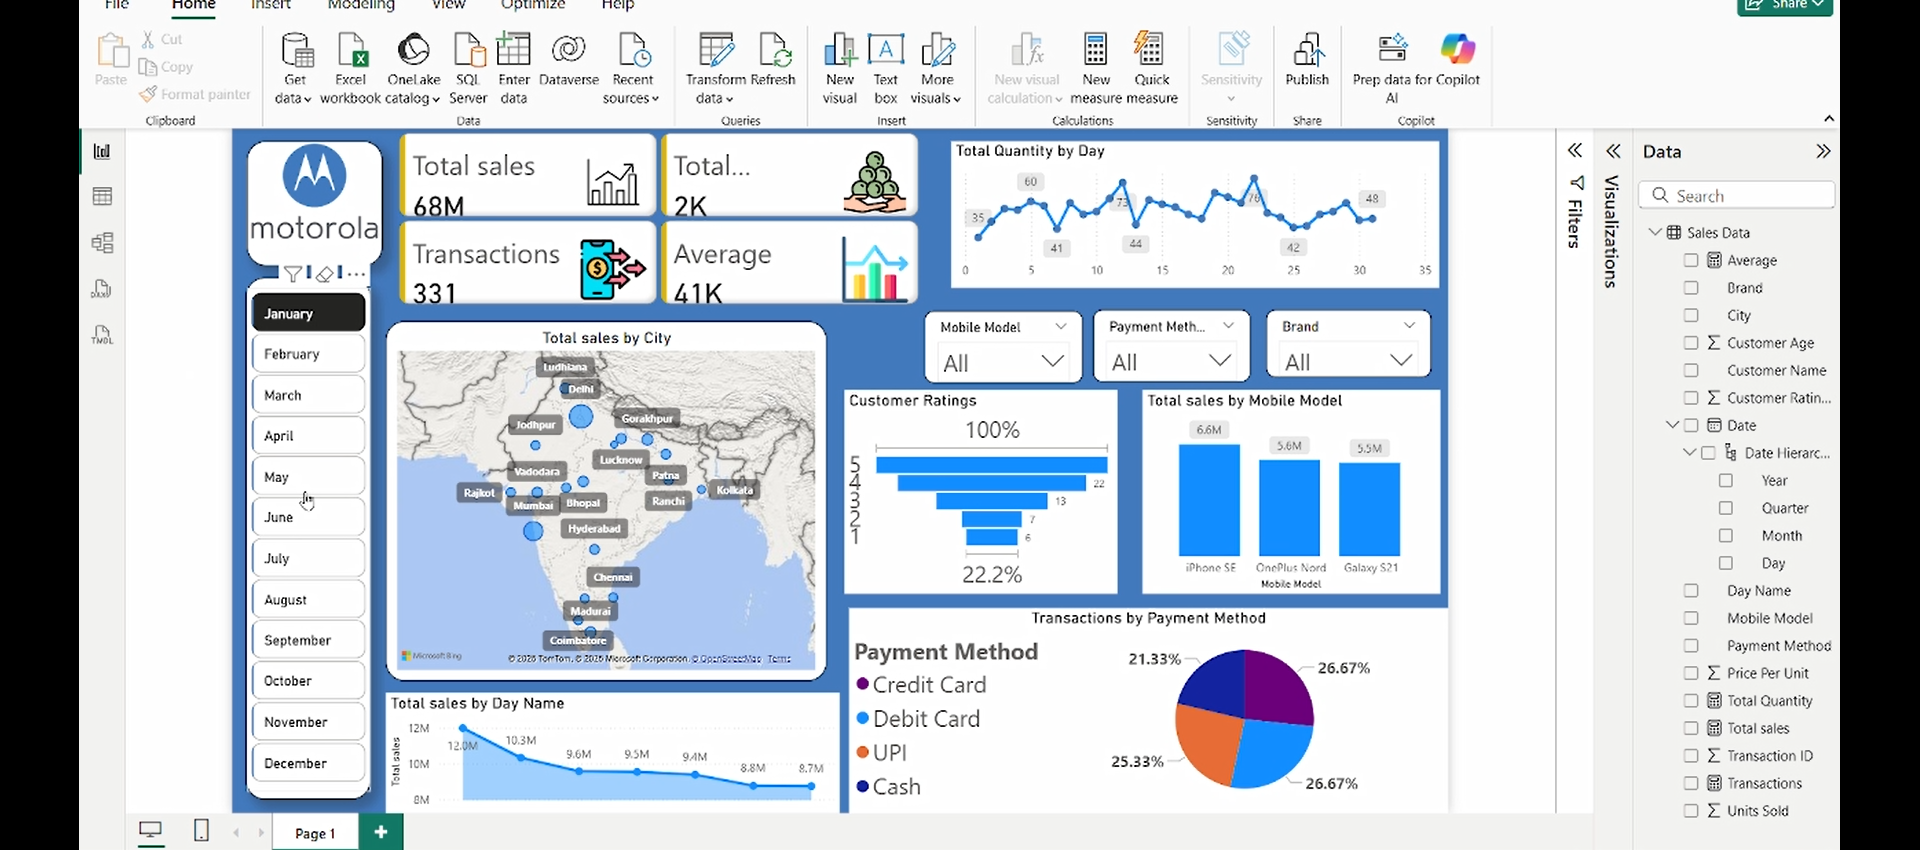 File Home Insert Modeling View Optimize Help
Share
Paste
Cut
Copy
Format painter
Clipboard
Get data
Excel workbook
OneLake catalog
SQL Server
Enter data
Dataverse
Recent sources
Data
Transform data
Refresh
Queries
New visual
Text box
More visuals
Insert
New visual calculation
New measure
Quick measure
Calculations
Sensitivity
Sensitivity
Publish
Share
Prep data for AI
Copilot
Copilot
motorola
Total sales
68M
Total...
2K
Transactions
331
Average
41K
Total Quantity by Day
35
60
41
73
44
76
42
48
0 5 10 15 20 25 30 35
January
February
March
April
May
June
July
August
September
October
November
December
Total sales by City
Ludhiana
Delhi
Jodhpur
Gorakhpur
Lucknow
Vadodara
Patna
Rajkot
Mumbai
Bhopal
Ranchi
Kolkata
Hyderabad
Chennai
Madurai
Coimbatore
Microsoft Bing
© 2025 TomTom, © 2025 Microsoft Corporation, © OpenStreetMap Terms
Mobile Model
All
Payment Meth...
All
Brand
All
Customer Ratings
100%
5
4 22
3 13
2 7
1 6
22.2%
Total sales by Mobile Model
6.6M
5.6M
5.5M
iPhone SE OnePlus Nord Galaxy S21
Mobile Model
Total sales by Day Name
Total sales
12M
10M
8M
12.0M
10.3M
9.6M
9.5M
9.4M
8.8M
8.7M
Transactions by Payment Method
Payment Method
Credit Card
Debit Card
UPI
Cash
21.33%
26.67%
25.33%
26.67%
Page 1
Filters
Visualizations
Data
Search
Sales Data
Average
Brand
City
Customer Age
Customer Name
Customer Ratin...
Date
Date Hierarc...
Year
Quarter
Month
Day
Day Name
Mobile Model
Payment Method
Price Per Unit
Total Quantity
Total sales
Transaction ID
Transactions
Units Sold